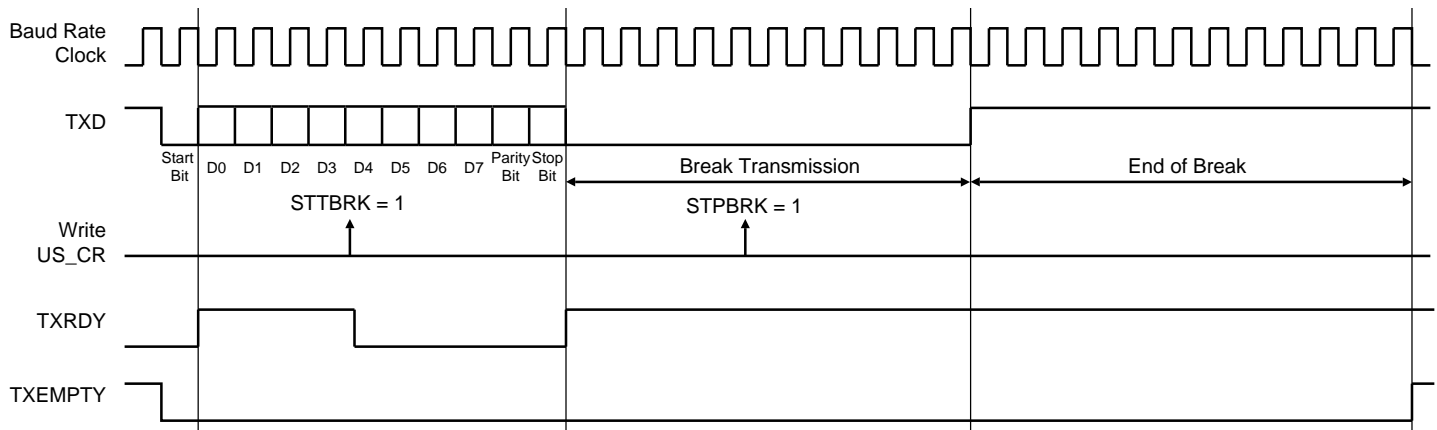 Baud Rate
Clock
TXD
Start
Bit
D0
D1
D2
D3
D4
D5
D6
D7
Parity
Bit
Stop
Bit
Break Transmission
End of Break
STTBRK = 1
STPBRK = 1
Write
US_CR
TXRDY
TXEMPTY